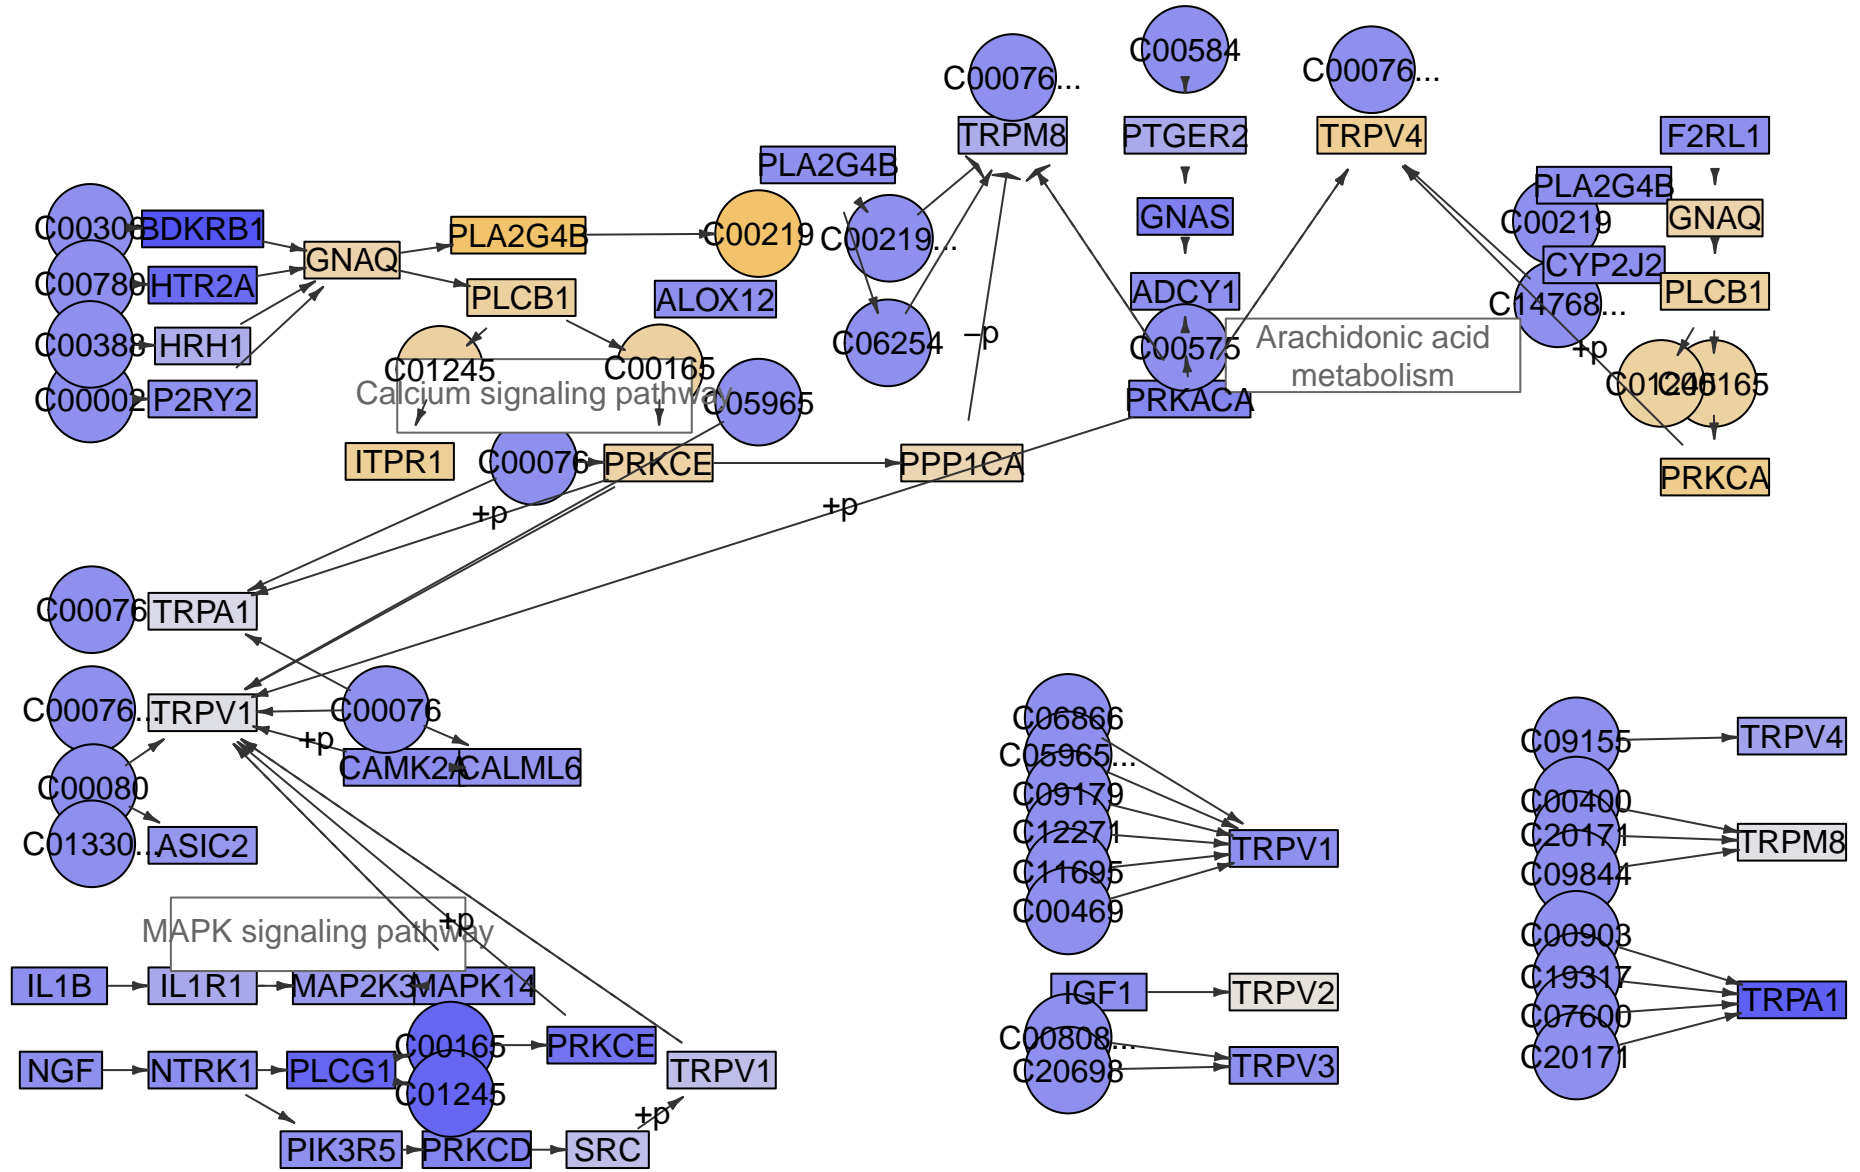 C00584
C00076...
C00076...
TRPM8
PTGER2
TRPV4
F2RL1
PLA2G4B
PLA2G4B
BDKRB1
GNAS
C00219
GNAQ
PLA2G4B
C00219
C00219...
GNAQ
CYP2J2
C00780
HTR2A
PLCB1
ALOX12
ADCY1
C14768...
PLCB1
C00388
HRH1
C01245
C00165
C06254
–p
C00575
Arachidonic acid
metabolism
+p
Calcium signaling pathway
C00002
P2RY2
C05965
PRKACA
C01245
C00165
ITPR1
C00076
PRKCE
PPP1CA
PRKCA
+p
+p
C00076
TRPA1
C00076...
TRPV1
C00076
C06866
C09155
TRPV4
+p
C05965...
CAMK2A
CALML6
C00080
C09179
C00400
C01330...
ASIC2
C12271
TRPV1
C20171
TRPM8
C11695
C09844
C00469
MAPK signaling pathway
+p
C00903
IL1B
IL1R1
MAP2K3
MAPK14
IGF1
TRPV2
C19317
TRPA1
C07600
C00165
PRKCE
C00808...
NGF
NTRK1
PLCG1
TRPV1
C20698
TRPV3
C20171
C01245
+p
PIK3R5
PRKCD
SRC